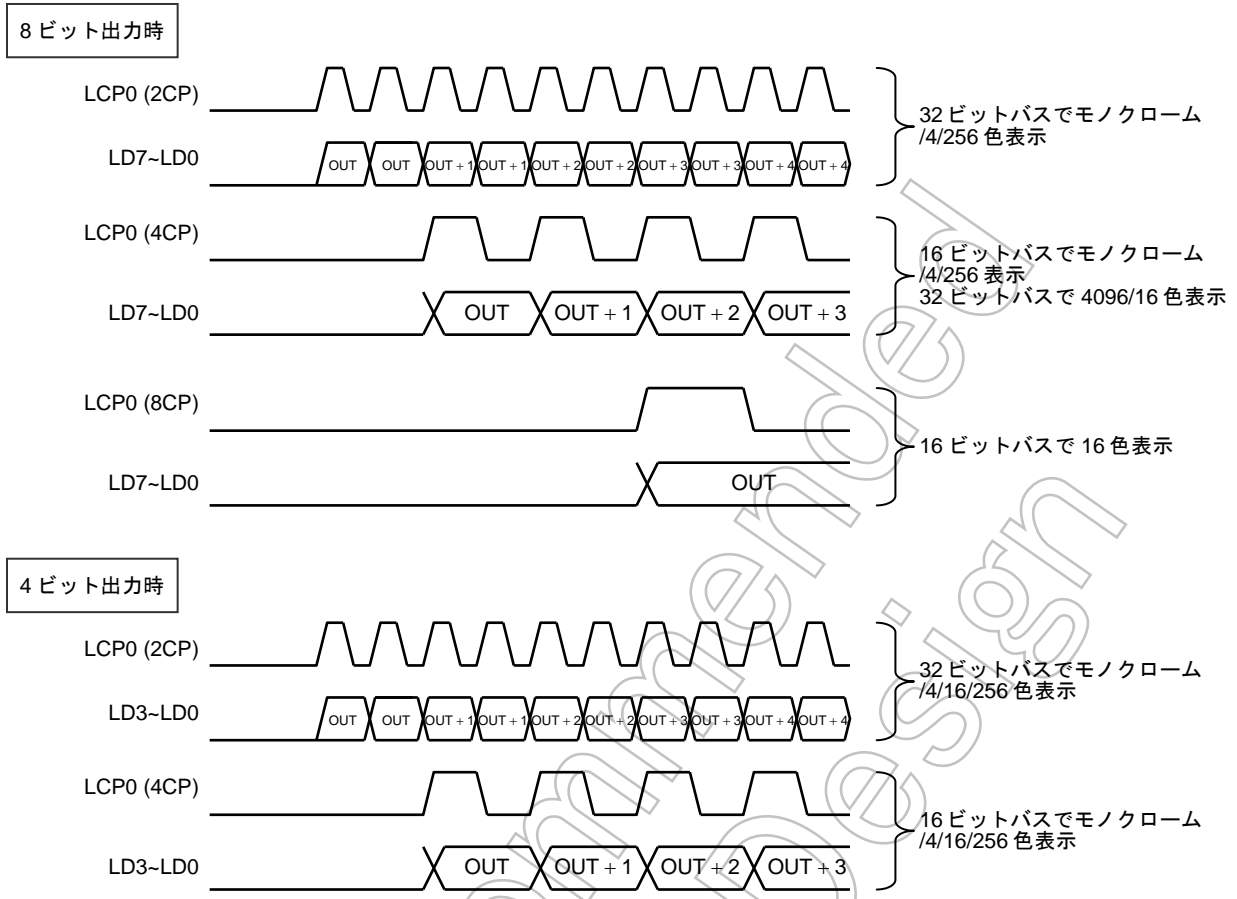 8 ビット出力時
LCP0 (2CP)
32 ビットバスでモノクローム
/4/256 色表示
LD7~LD0
OUT OUT OUT + 1 OUT + 1 OUT + 2 OUT + 2 OUT + 3 OUT + 3 OUT + 4 OUT + 4
LCP0 (4CP)
16 ビットバスでモノクローム
/4/256 表示
32 ビットバスで 4096/16 色表示
LD7~LD0
OUT OUT + 1 OUT + 2 OUT + 3
LCP0 (8CP)
16 ビットバスで 16 色表示
LD7~LD0
OUT
4 ビット出力時
LCP0 (2CP)
32 ビットバスでモノクローム
/4/16/256 色表示
LD3~LD0
OUT OUT OUT + 1 OUT + 1 OUT + 2 OUT + 2 OUT + 3 OUT + 3 OUT + 4 OUT + 4
LCP0 (4CP)
16 ビットバスでモノクローム
/4/16/256 色表示
LD3~LD0
OUT OUT + 1 OUT + 2 OUT + 3
ommended
Design